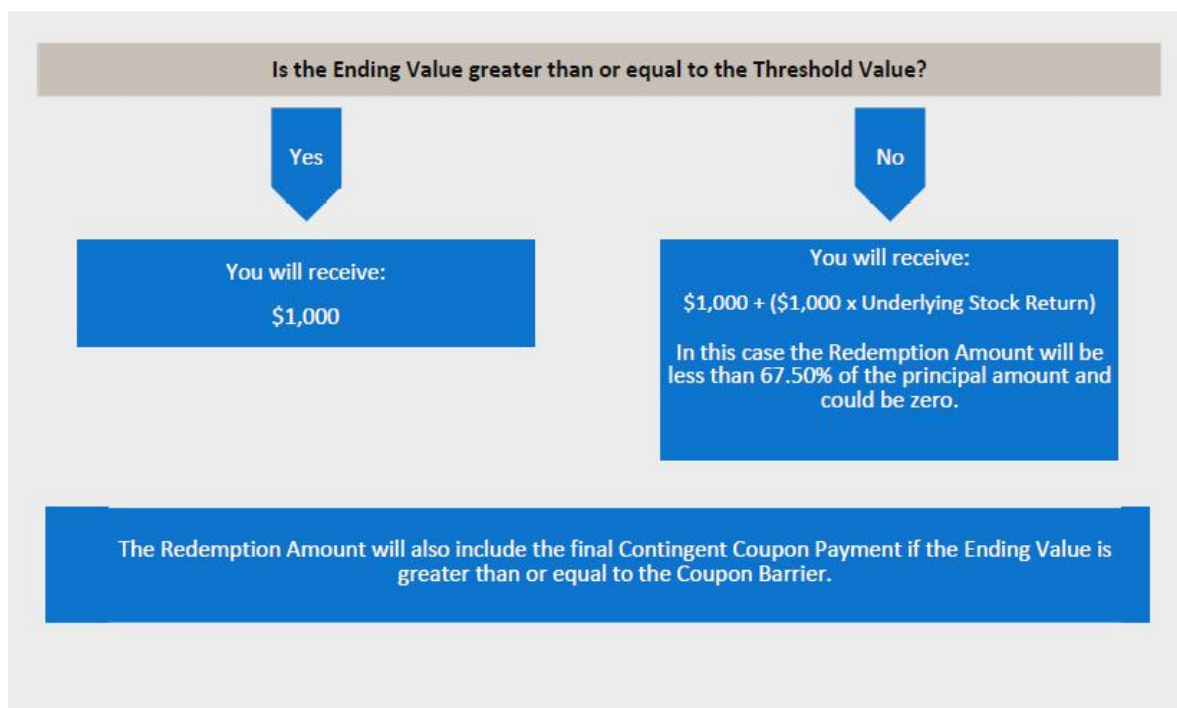 Is the Ending Value greater than or equal to the Threshold Value?
Yes
No
You will receive:
$1,000
You will receive:
$1,000 + ($1,000 x Underlying Stock Return)
In this case the Redemption Amount will be
less than 67.50% of the principal amount and
could be zero.
The Redemption Amount will also include the final Contingent Coupon Payment if the Ending Value is
greater than or equal to the Coupon Barrier.